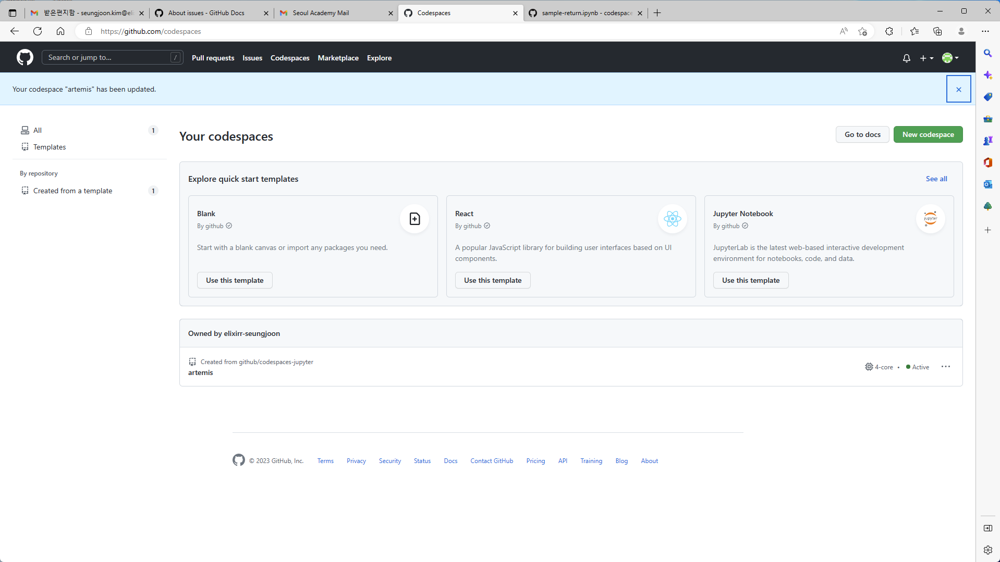 받은편지함 - seungjoon.kim@eli
About issues - GitHub Docs
Seoul Academy Mail
Codespaces
sample-return.ipynb - codespace
https://github.com/codespaces
Search or jump to...
/
Pull requests
Issues
Codespaces
Marketplace
Explore
Your codespace "artemis" has been updated.
All
1
Templates
By repository
Created from a template
1
Your codespaces
Go to docs
New codespace
Explore quick start templates
See all
Blank
By github
Start with a blank canvas or import any packages you need.
Use this template
React
By github
A popular JavaScript library for building user interfaces based on UI
components.
Use this template
Jupyter Notebook
By github
jupyter
JupyterLab is the latest web-based interactive development
environment for notebooks, code, and data.
Use this template
Owned by elixirr-seungjoon
Created from github/codespaces-jupyter
artemis
4-core • Active
© 2023 GitHub, Inc.
Terms
Privacy
Security
Status
Docs
Contact GitHub
Pricing
API
Training
Blog
About